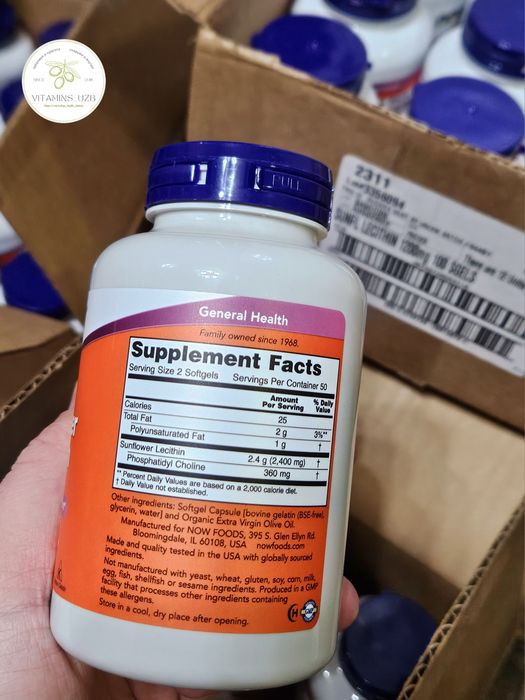 VITAMINS_UZB
PULL
2311
SUNFL LECITHIN 1200mg 100 SGELS
General Health
Family owned since 1968.
Supplement Facts
Serving Size 2 Softgels Servings Per Container 50
Amount Per Serving % Daily Value
Calories 25
Total Fat 2 g 3%**
Polyunsaturated Fat 1 g †
Sunflower Lecithin 2.4 g (2,400 mg) †
Phosphatidyl Choline 360 mg †
** Percent Daily Values are based on a 2,000 calorie diet.
† Daily Value not established.
Other ingredients: Softgel Capsule [bovine gelatin (BSE-free),
glycerin, water] and Organic Extra Virgin Olive Oil.
Manufactured for NOW FOODS, 395 S. Glen Ellyn Rd.
Bloomingdale, IL 60108, USA nowfoods.com
Made and quality tested in the USA with globally sourced
ingredients.
Not manufactured with yeast, wheat, gluten, soy, corn, milk,
egg, fish, shellfish or sesame ingredients. Produced in a GMP
facility that processes other ingredients containing
these allergens.
Store in a cool, dry place after opening.